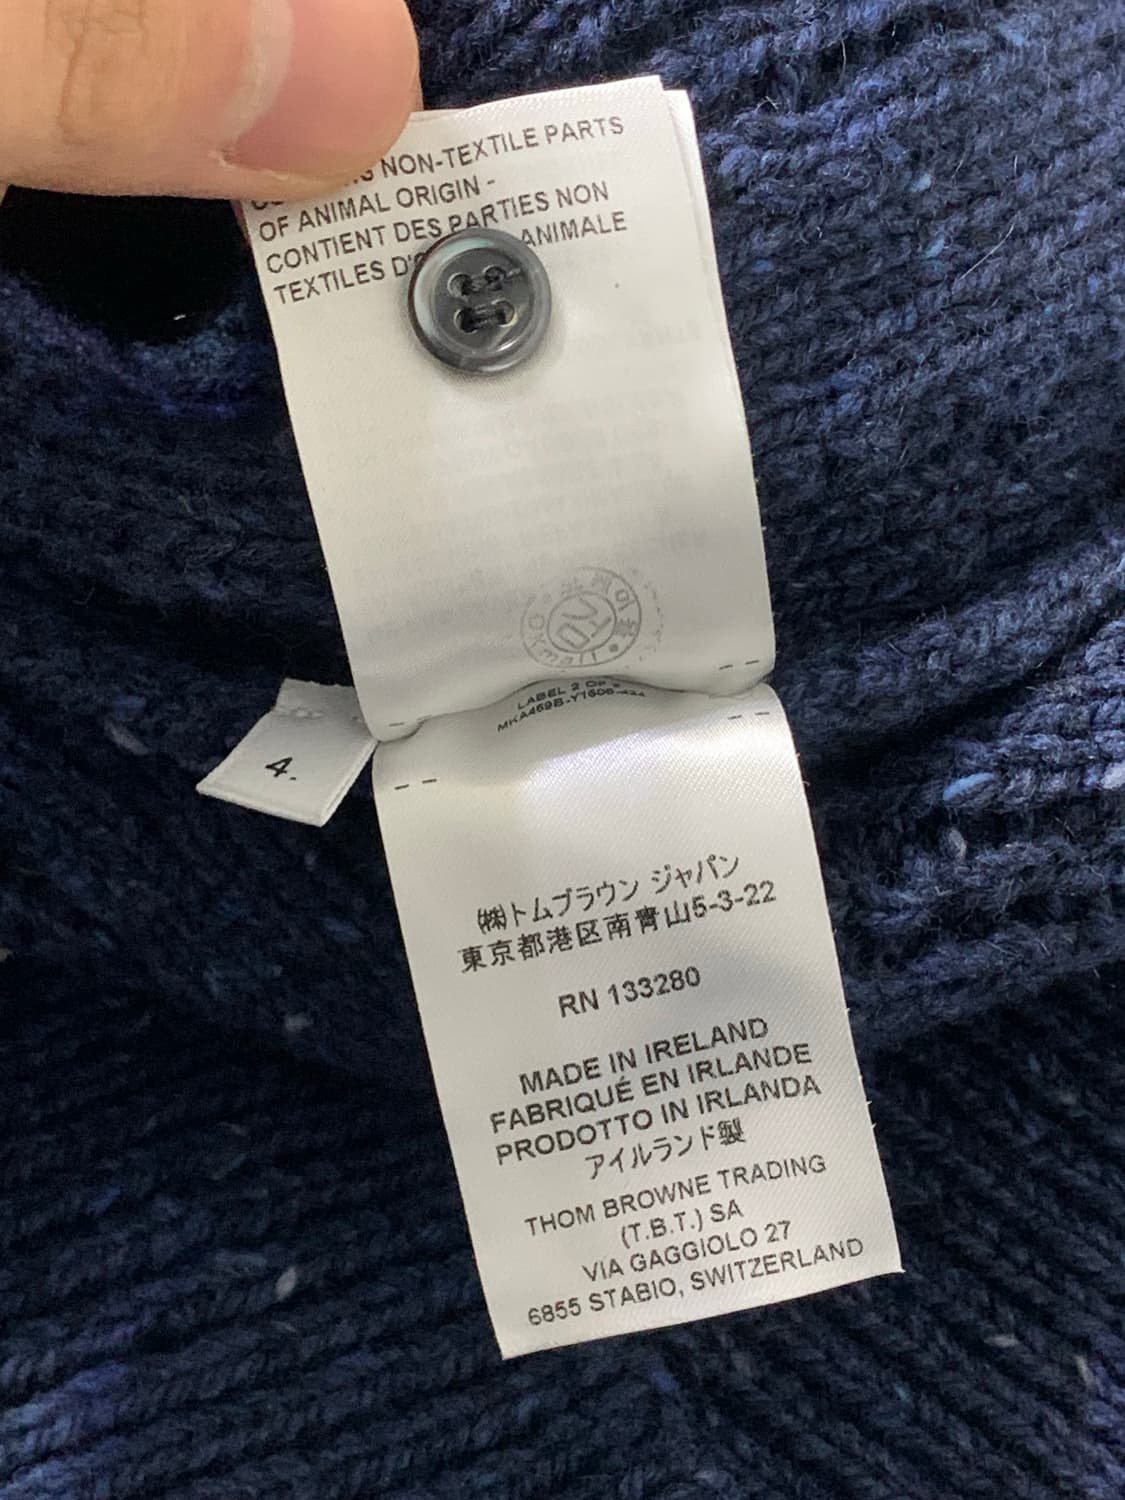 NON-TEXTILE PARTS
OF ANIMAL ORIGIN -
CONTIENT DES PARTIES NON
TEXTILES ANIMALE
LABEL 2
MKA469B-Y1506-424
4.
㈱トムブラウン ジャパン
東京都港区南青山5-3-22
RN 133280
MADE IN IRELAND
FABRIQUÉ EN IRLANDE
PRODOTTO IN IRLANDA
アイルランド製
THOM BROWNE TRADING
(T.B.T.) SA
VIA GAGGIOLO 27
6855 STABIO, SWITZERLAND